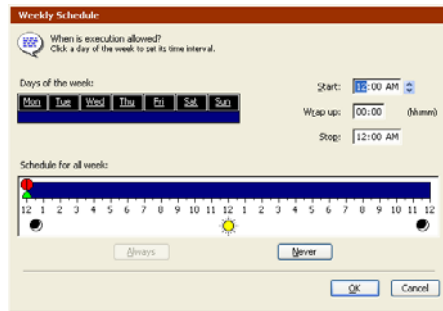 Weekly Schedule
When is execution allowed?
Click a day of the week to set its time interval.
Days of the week:
Mon Tue Wed Thu Fri Sat Sun
Start: 12:00 AM
Wrap up: 00:00 (hh:mm)
Stop: 12:00 AM
Schedule for all week:
12 1 2 3 4 5 6 7 8 9 10 11 12 1 2 3 4 5 6 7 8 9 10 11 12
Always Never
OK Cancel